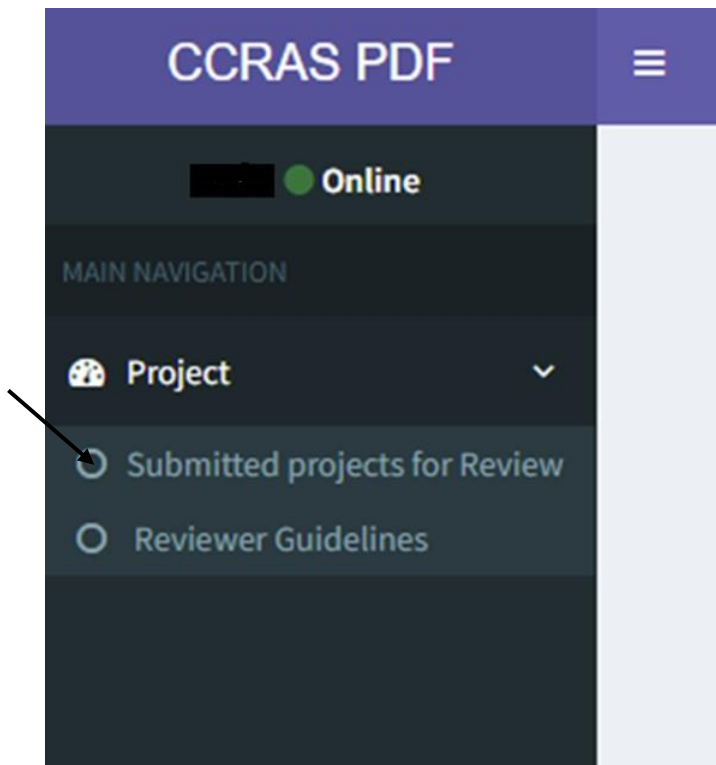 CCRAS PDF
Online
MAIN NAVIGATION
Project
Submitted projects for Review
Reviewer Guidelines